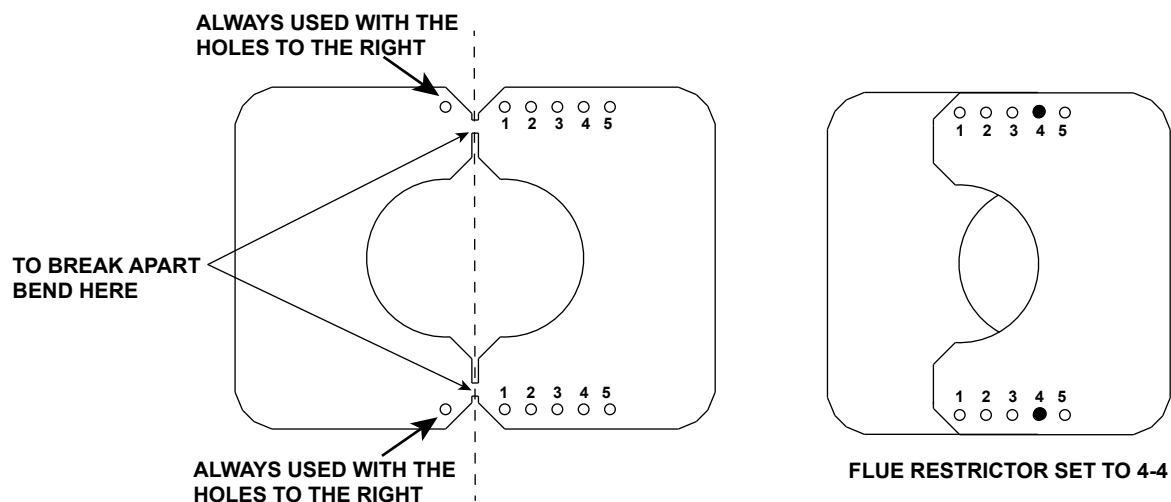 ALWAYS USED WITH THE
HOLES TO THE RIGHT
1 2 3 4 5
TO BREAK APART
BEND HERE
1 2 3 4 5
ALWAYS USED WITH THE
HOLES TO THE RIGHT
1 2 3 4 5
1 2 3 4 5
FLUE RESTRICTOR SET TO 4-4